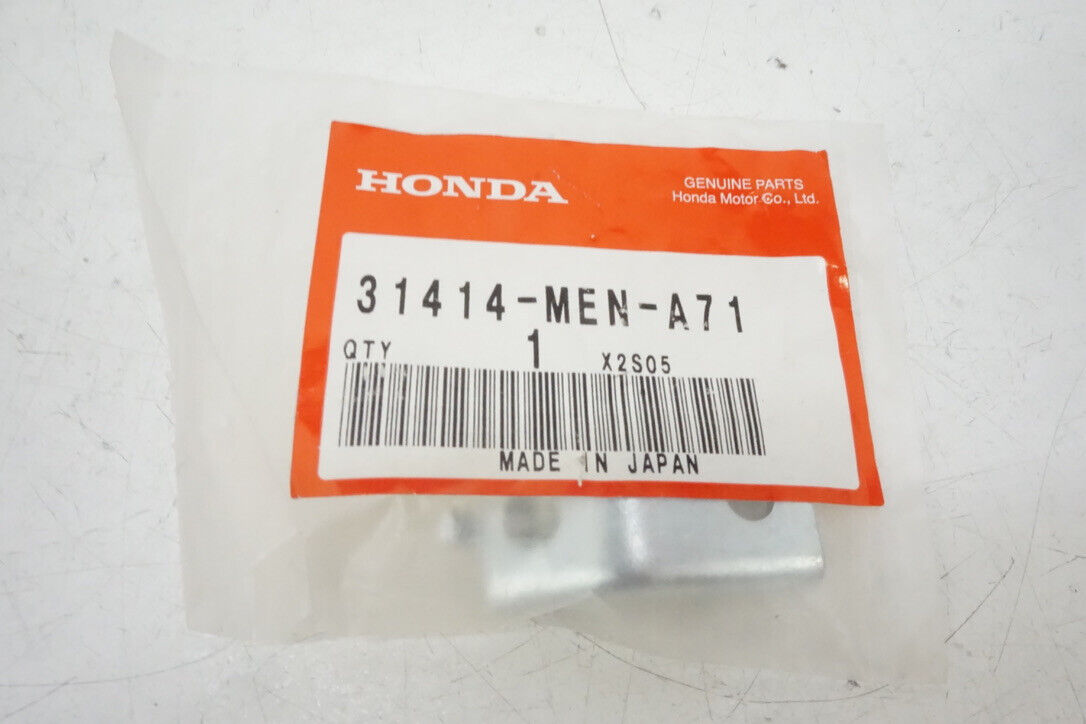 HONDA
GENUINE PARTS
Honda Motor Co., Ltd.
31414-MEN-A71
QTY 1 X2S05
MADE IN JAPAN